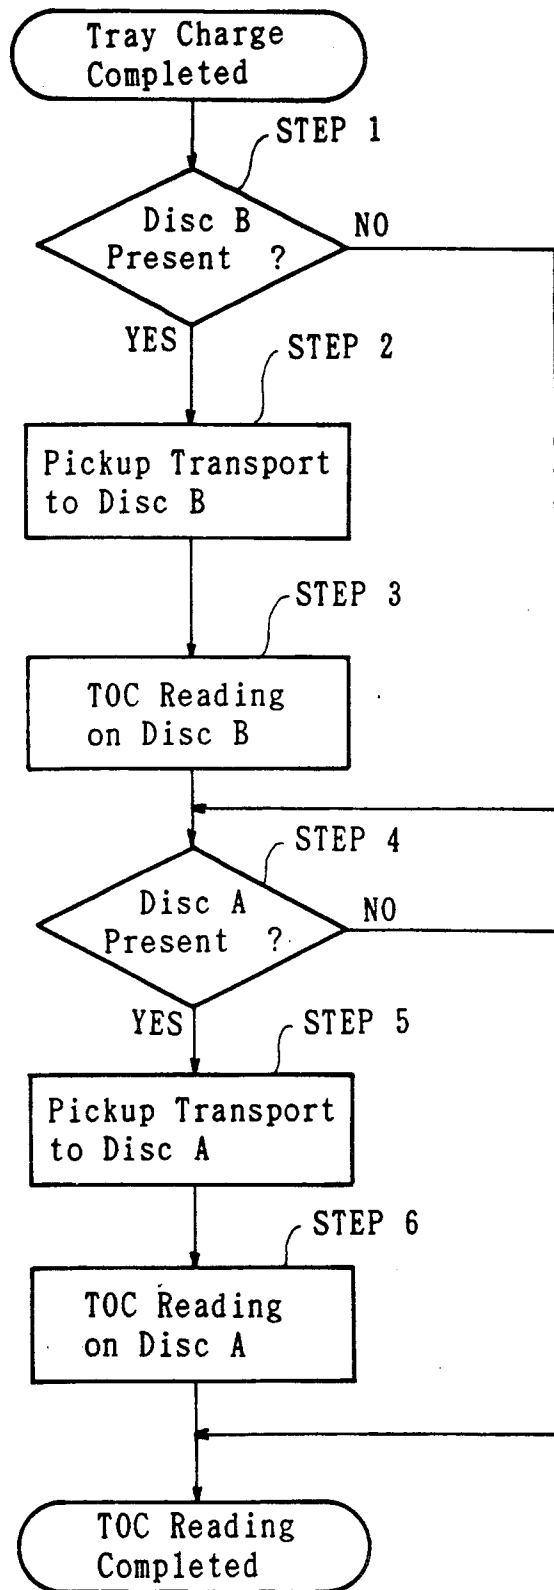 Tray Charge
Completed
STEP 1
Disc B
Present ?
NO
YES
STEP 2
Pickup Transport
to Disc B
STEP 3
TOC Reading
on Disc B
STEP 4
Disc A
Present ?
NO
YES
STEP 5
Pickup Transport
to Disc A
STEP 6
TOC Reading
on Disc A
TOC Reading
Completed